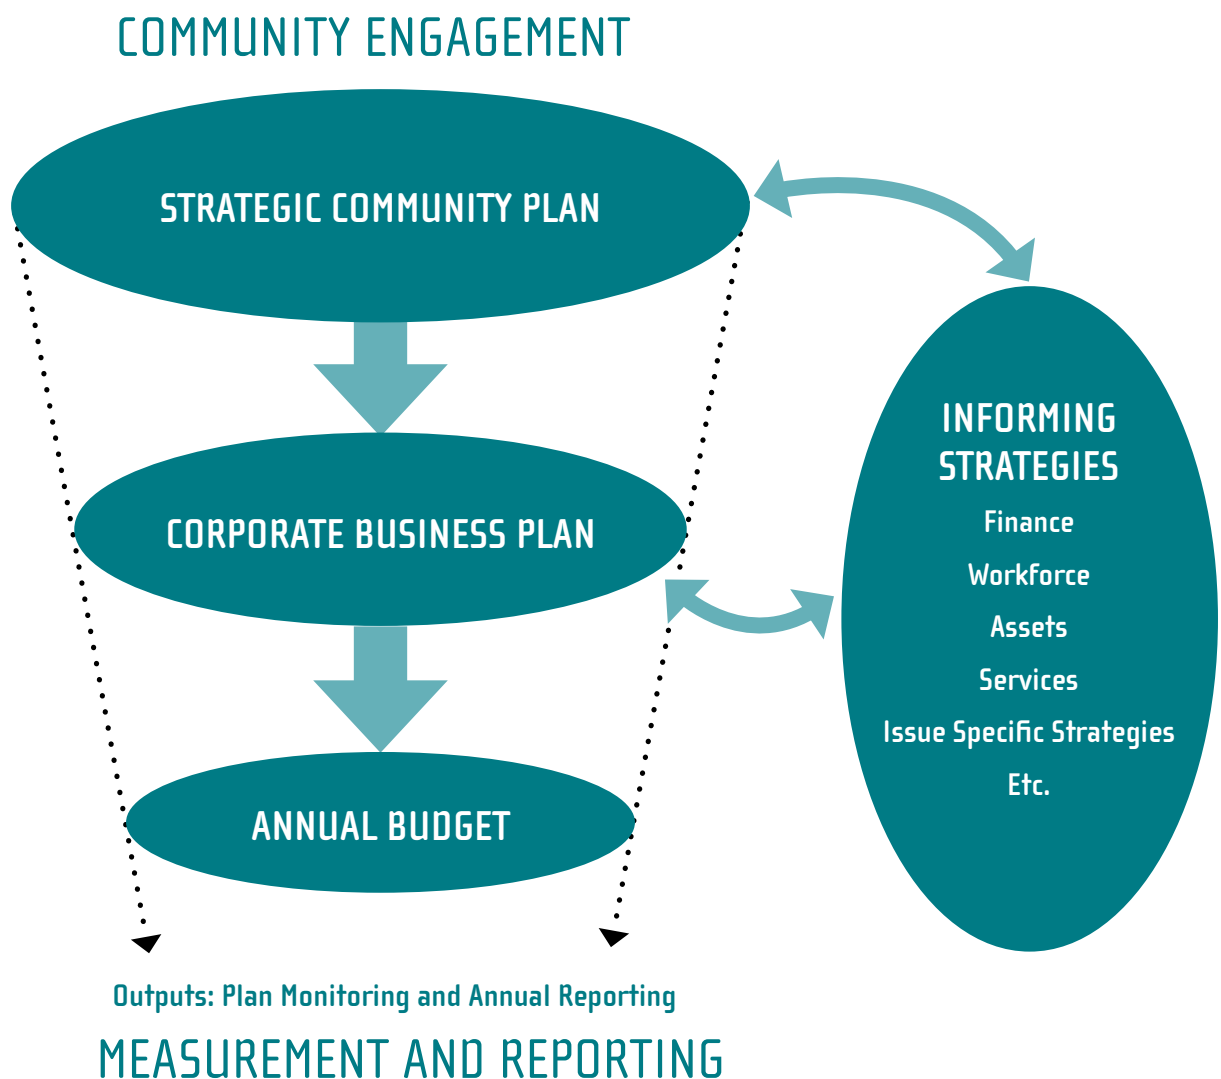 COMMUNITY ENGAGEMENT
STRATEGIC COMMUNITY PLAN
CORPORATE BUSINESS PLAN
ANNUAL BUDGET
INFORMING
STRATEGIES
Finance
Workforce
Assets
Services
Issue Specific Strategies
Etc.
Outputs: Plan Monitoring and Annual Reporting
MEASUREMENT AND REPORTING